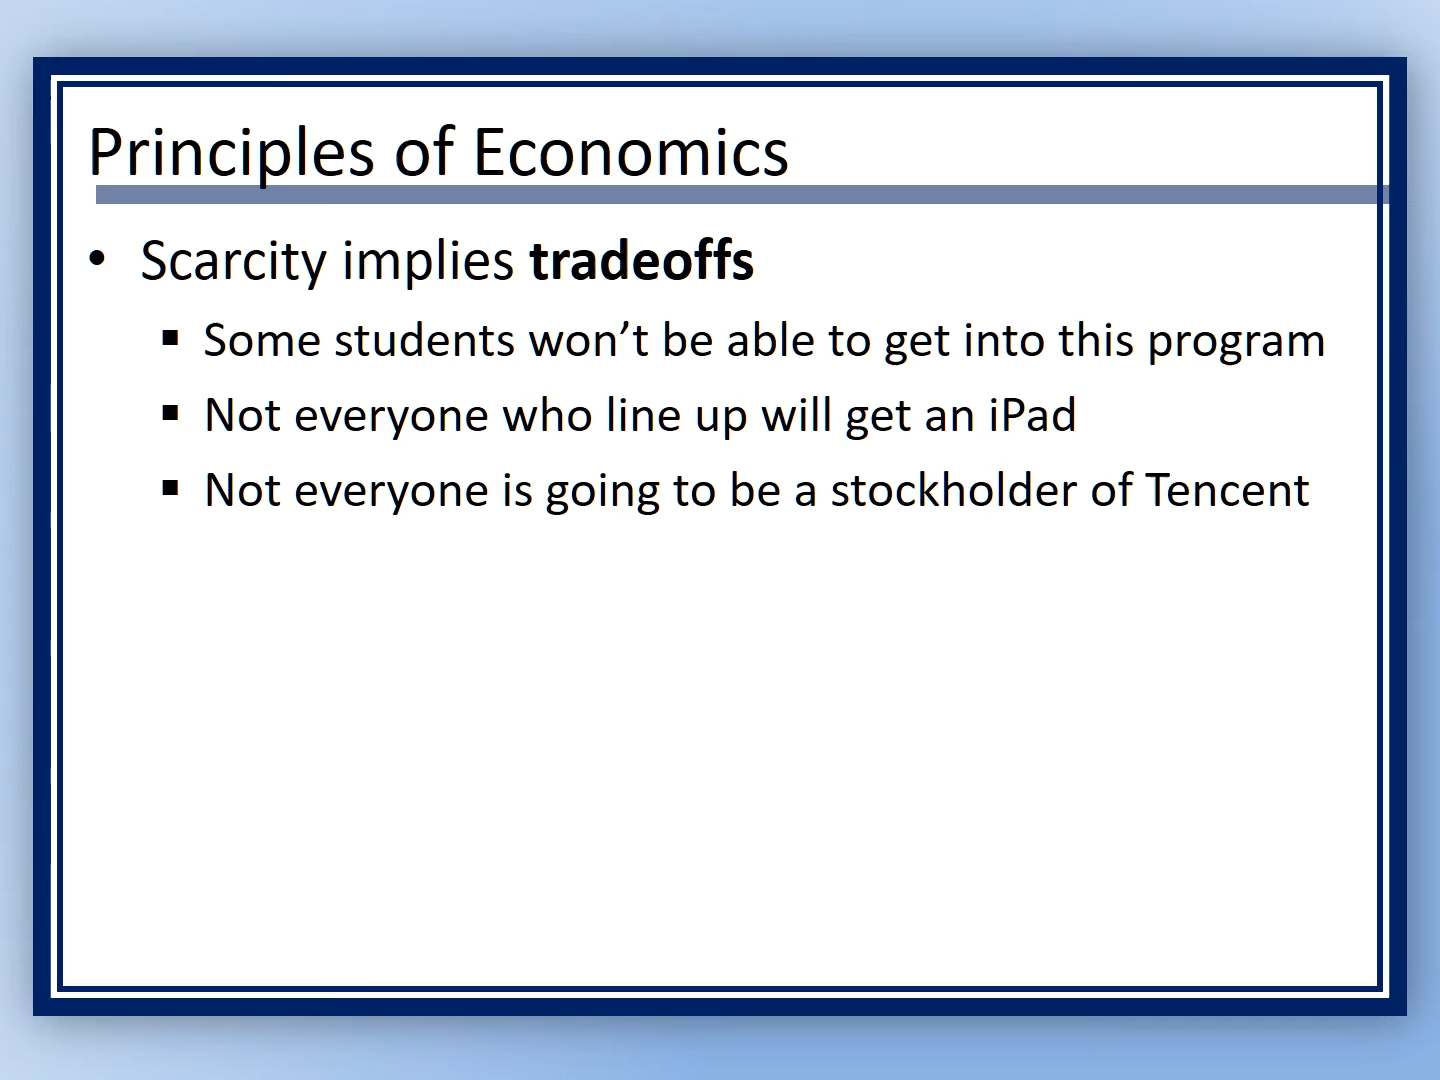 Principles of Economics
• Scarcity implies tradeoffs
▪ Some students won’t be able to get into this program
▪ Not everyone who line up will get an iPad
▪ Not everyone is going to be a stockholder of Tencent